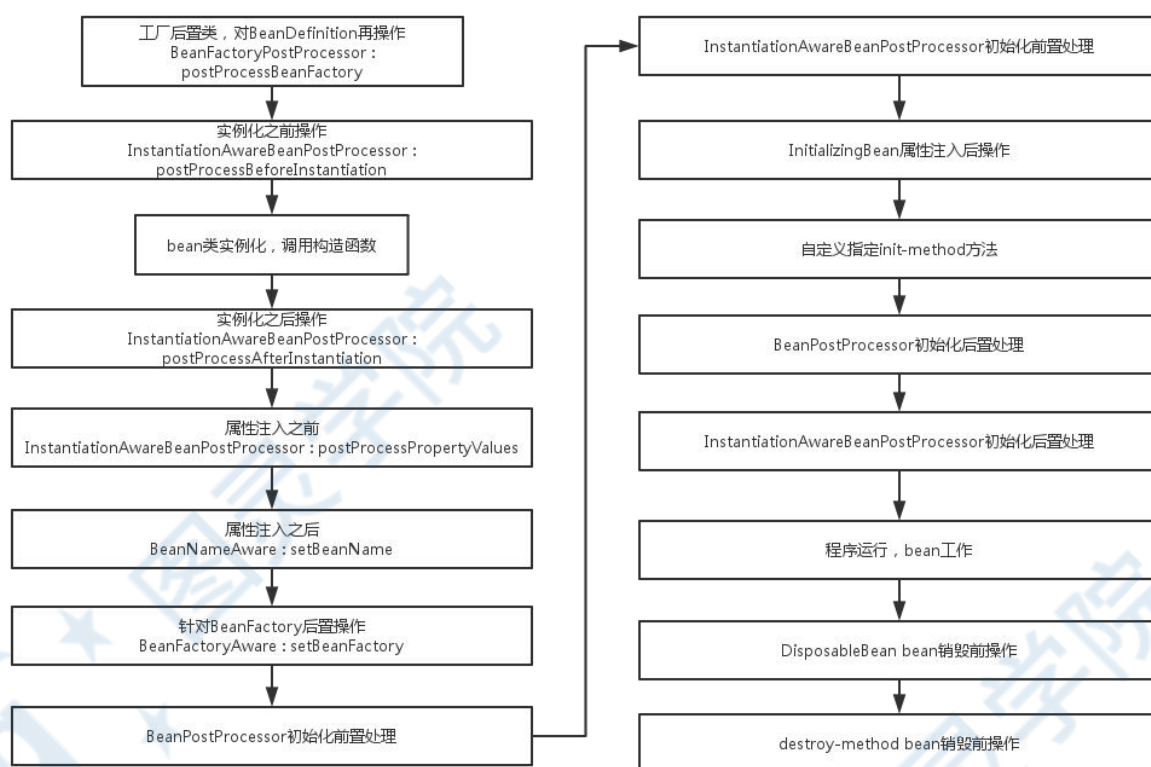 工厂后置类，对BeanDefinition再操作
BeanFactoryPostProcessor：
postProcessBeanFactory
实例化之前操作
InstantiationAwareBeanPostProcessor：
postProcessBeforeInstantiation
bean类实例化，调用构造函数
实例化之后操作
InstantiationAwareBeanPostProcessor：
postProcessAfterInstantiation
属性注入之前
InstantiationAwareBeanPostProcessor：postProcessPropertyValues
属性注入之后
BeanNameAware：setBeanName
针对BeanFactory后置操作
BeanFactoryAware：setBeanFactory
BeanPostProcessor初始化前置处理
InstantiationAwareBeanPostProcessor初始化前置处理
InitializingBean属性注入后操作
自定义指定init-method方法
BeanPostProcessor初始化后置处理
InstantiationAwareBeanPostProcessor初始化后置处理
程序运行，bean工作
DisposableBean bean销毁前操作
destroy-method bean销毁前操作
图灵学院
灵学院